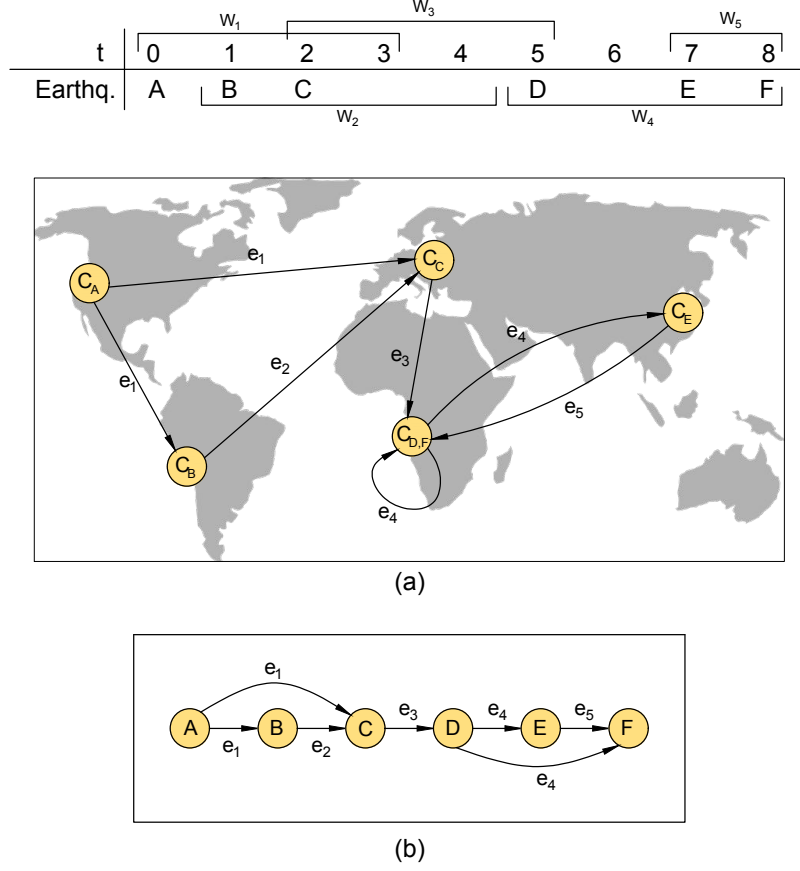 W3
W1 W5
t 0 1 2 3 4 5 6 7 8
Earthq. A B C D E F
W2 W4
e1
CC
CA
CE
e4
e3
e2
e1
e5
CD,F
CB
e4
(a)
e1
e3 e4 e5
A B C D E F
e1 e2
e4
(b)